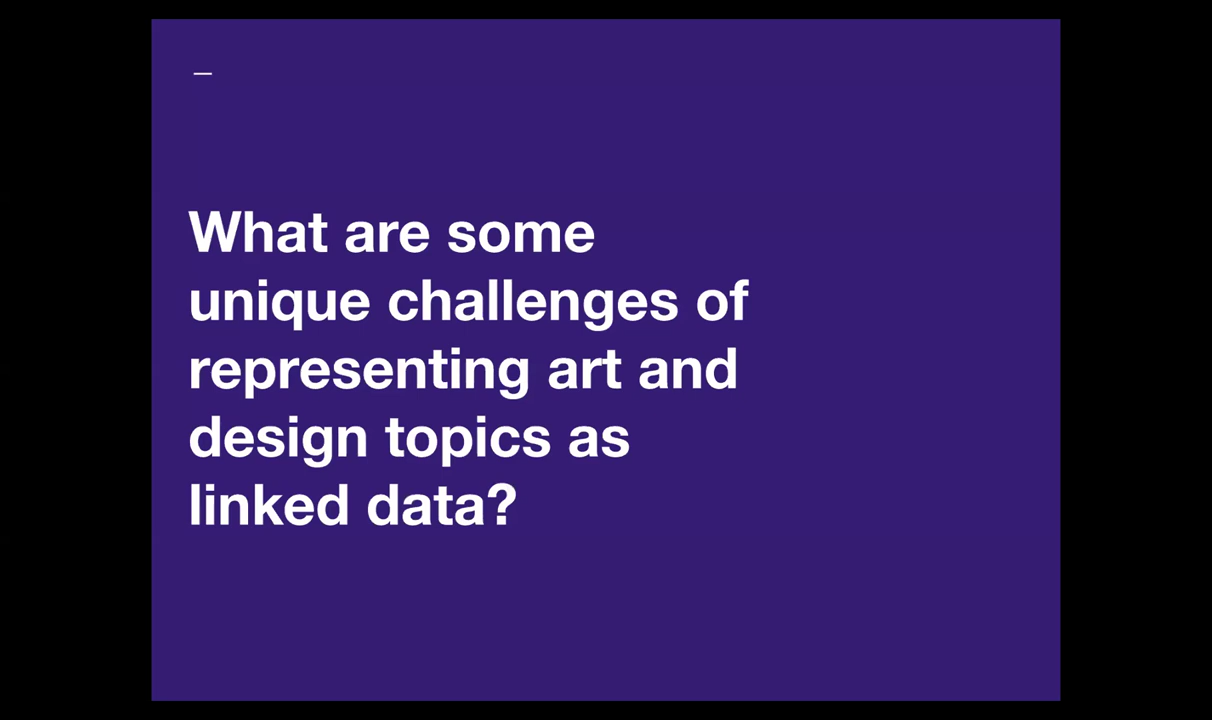 What are some
unique challenges of
representing art and
design topics as
linked data?